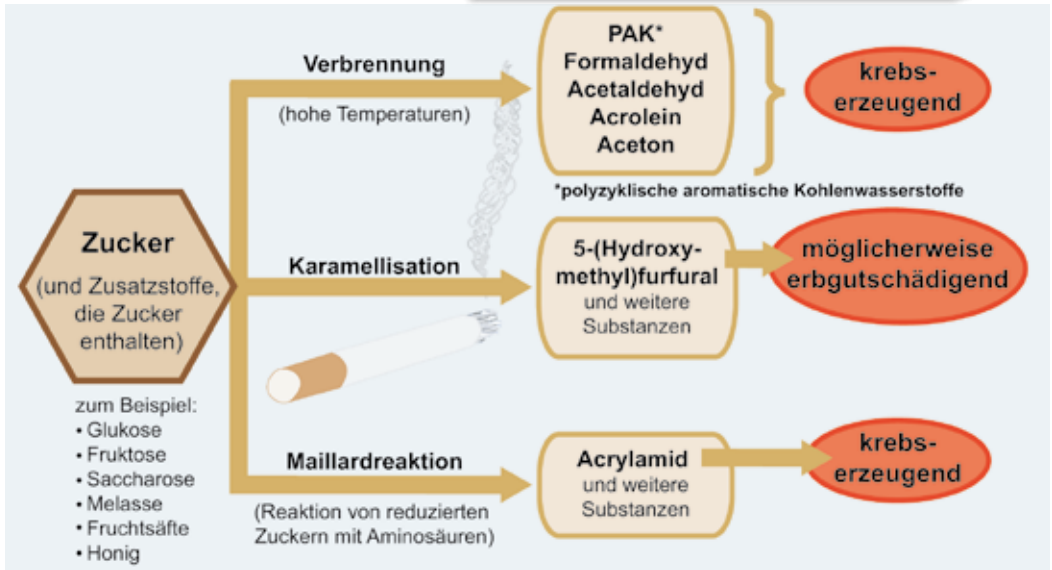 Verbrennung
(hohe Temperaturen)
PAK*
Formaldehyd
Acetaldehyd
Acrolein
Aceton
krebs-
erzeugend
*polyzyklische aromatische Kohlenwasserstoffe
Zucker
(und Zusatzstoffe,
die Zucker
enthalten)
zum Beispiel:
• Glukose
• Fruktose
• Saccharose
• Melasse
• Fruchtsäfte
• Honig
Karamellisation
5-(Hydroxy-
methyl)furfural
und weitere
Substanzen
möglicherweise
erbgutschädigend
Maillardreaktion
(Reaktion von reduzierten
Zuckern mit Aminosäuren)
Acrylamid
und weitere
Substanzen
krebs-
erzeugend